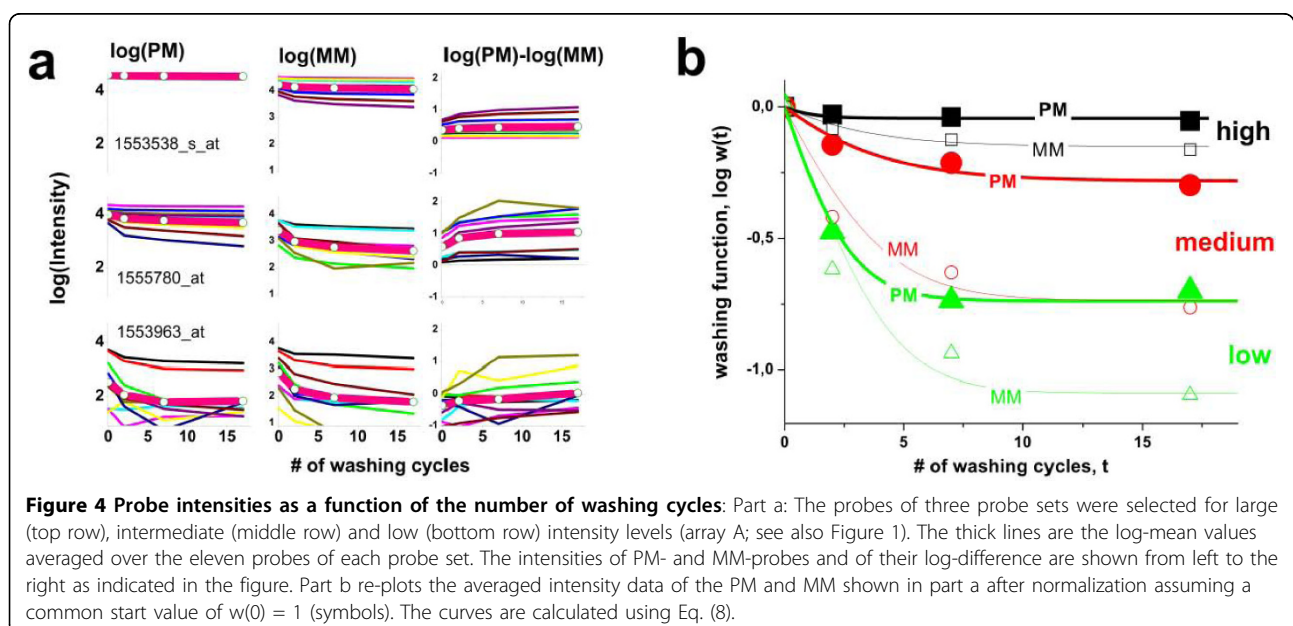 a
log(PM)
log(MM)
log(PM)-log(MM)
log(Intensity)
4
2
1553538_s_at
4
3
2
1
2
1
0
-1
4
2
1555780_at
4
3
2
1
2
1
0
-1
1553963_at
4
2
4
3
2
1
2
1
0
-1
0 5 10 15
0 5 10 15
0 5 10 15
# of washing cycles
b
washing function, log w(t)
0,0
-0,5
-1,0
PM
high
MM
PM
medium
MM
PM
low
MM
0 5 10 15
# of washing cycles, t
Figure 4 Probe intensities as a function of the number of washing cycles: Part a: The probes of three probe sets were selected for large
(top row), intermediate (middle row) and low (bottom row) intensity levels (array A; see also Figure 1). The thick lines are the log-mean values
averaged over the eleven probes of each probe set. The intensities of PM- and MM-probes and of their log-difference are shown from left to the
right as indicated in the figure. Part b re-plots the averaged intensity data of the PM and MM shown in part a after normalization assuming a
common start value of w(0) = 1 (symbols). The curves are calculated using Eq. (8).